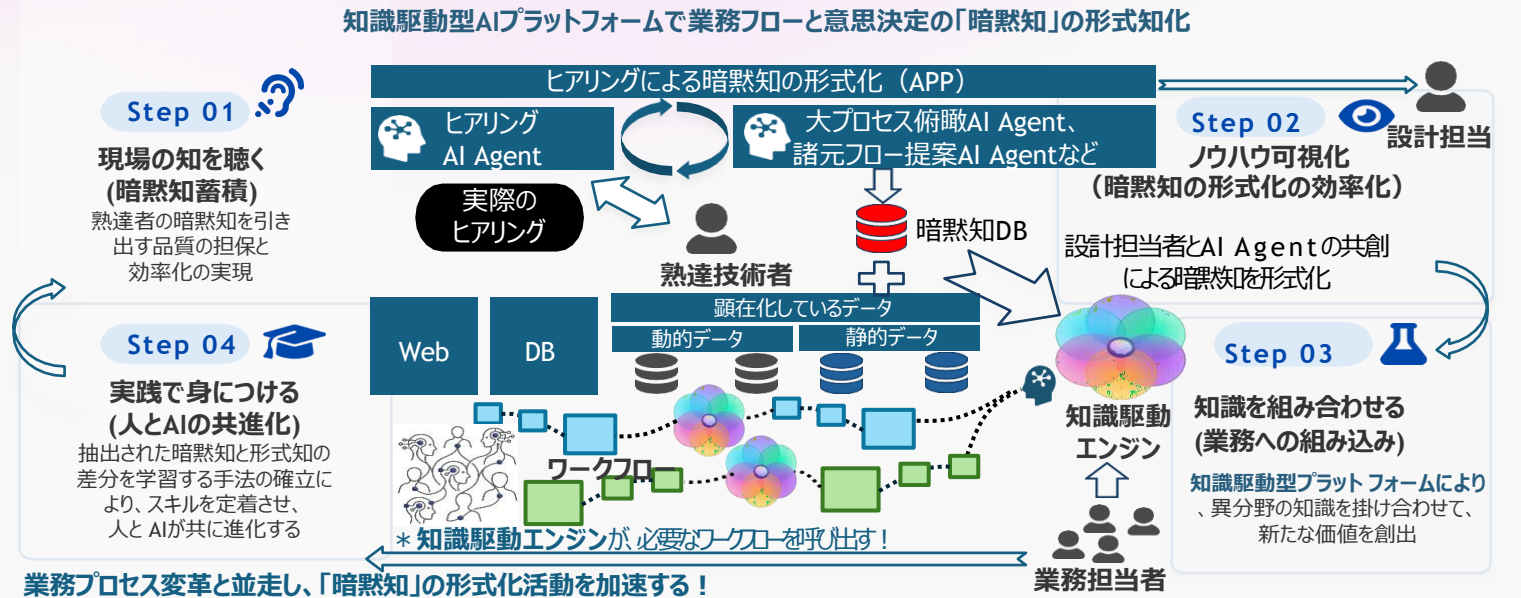 知識駆動型AIプラットフォームで業務フローと意思決定の「暗黙知」の形式知化
ヒアリングによる暗黙知の形式化（APP）
Step 01
現場の知を聴く
(暗黙知蓄積)
熟達者の暗黙知を引き
出す品質の担保と
効率化の実現
ヒアリング
AI Agent
大プロセス俯瞰AI Agent、
諸元フロー提案AI Agentなど
実際の
ヒアリング
熟達技術者
暗黙知DB
設計担当
Step 02
ノウハウ可視化
（暗黙知の形式化の効率化）
設計担当者とAI Agentの共創
による暗黙知を形式化
Web
DB
顕在化しているデータ
動的データ
静的データ
ワークフロー
知識駆動
エンジン
Step 03
知識を組み合わせる
(業務への組み込み)
知識駆動型プラット フォームにより
、異分野の知識を掛け合わせて、
新たな価値を創出
Step 04
実践で身につける
(人とAIの共進化)
抽出された暗黙知と形式知の
差分を学習する手法の確立に
より、スキルを定着させ、
人と AIが共に進化する
＊知識駆動エンジンが、必要なワークフローを呼び出す！
業務担当者
業務プロセス変革と並走し、「暗黙知」の形式化活動を加速する！